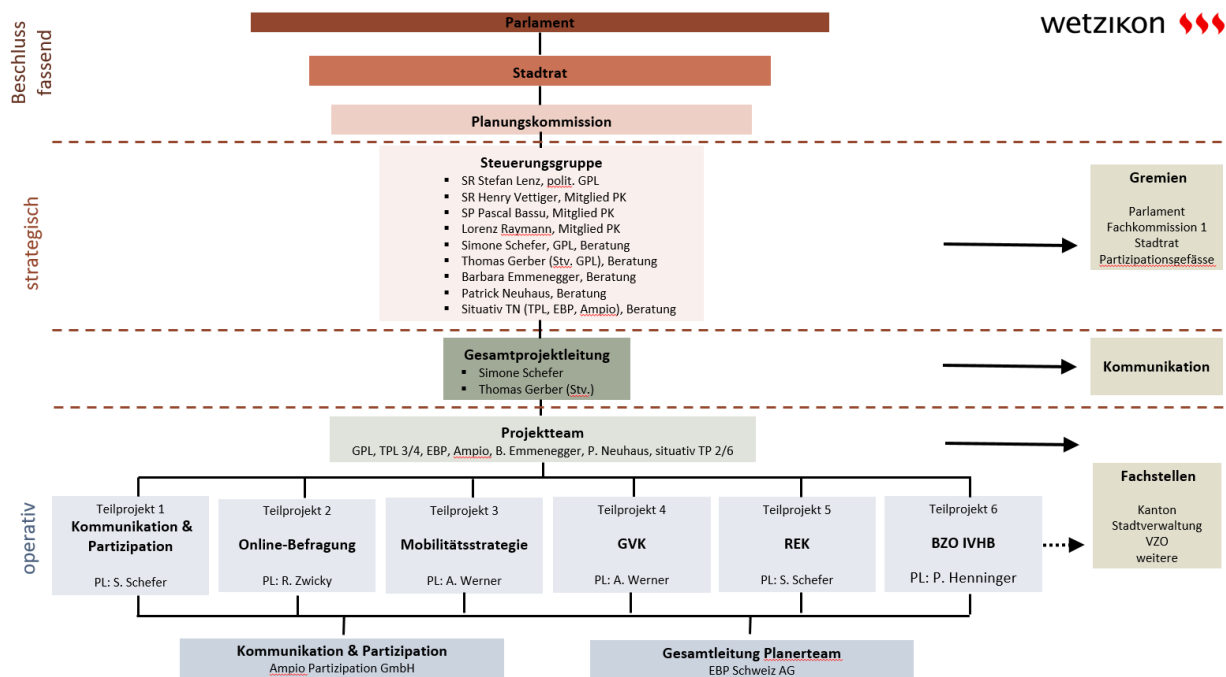 wetzikon
Beschluss
fassend
Parlament
Stadtrat
Planungskommission
strategisch
Steuerungsgruppe
▪ SR Stefan Lenz, polit. GPL
▪ SR Henry Vettiger, Mitglied PK
▪ SP Pascal Bassu, Mitglied PK
▪ Lorenz Raymann, Mitglied PK
▪ Simone Schefer, GPL, Beratung
▪ Thomas Gerber (Stv. GPL), Beratung
▪ Barbara Emmenegger, Beratung
▪ Patrick Neuhaus, Beratung
▪ Situativ TN (TPL, EBP, Ampio), Beratung
Gremien
Parlament
Fachkommission 1
Stadtrat
Partizipationsgefässe
Gesamtprojektleitung
▪ Simone Schefer
▪ Thomas Gerber (Stv.)
Kommunikation
operativ
Projektteam
GPL, TPL 3/4, EBP, Ampio, B. Emmenegger, P. Neuhaus, situativ TP 2/6
Teilprojekt 1
Kommunikation &
Partizipation
PL: S. Schefer
Teilprojekt 2
Online-Befragung
PL: R. Zwicky
Teilprojekt 3
Mobilitätsstrategie
PL: A. Werner
Teilprojekt 4
GVK
PL: A. Werner
Teilprojekt 5
REK
PL: S. Schefer
Teilprojekt 6
BZO IVHB
PL: P. Henninger
Fachstellen
Kanton
Stadtverwaltung
VZO
weitere
Kommunikation & Partizipation
Ampio Partizipation GmbH
Gesamtleitung Planerteam
EBP Schweiz AG